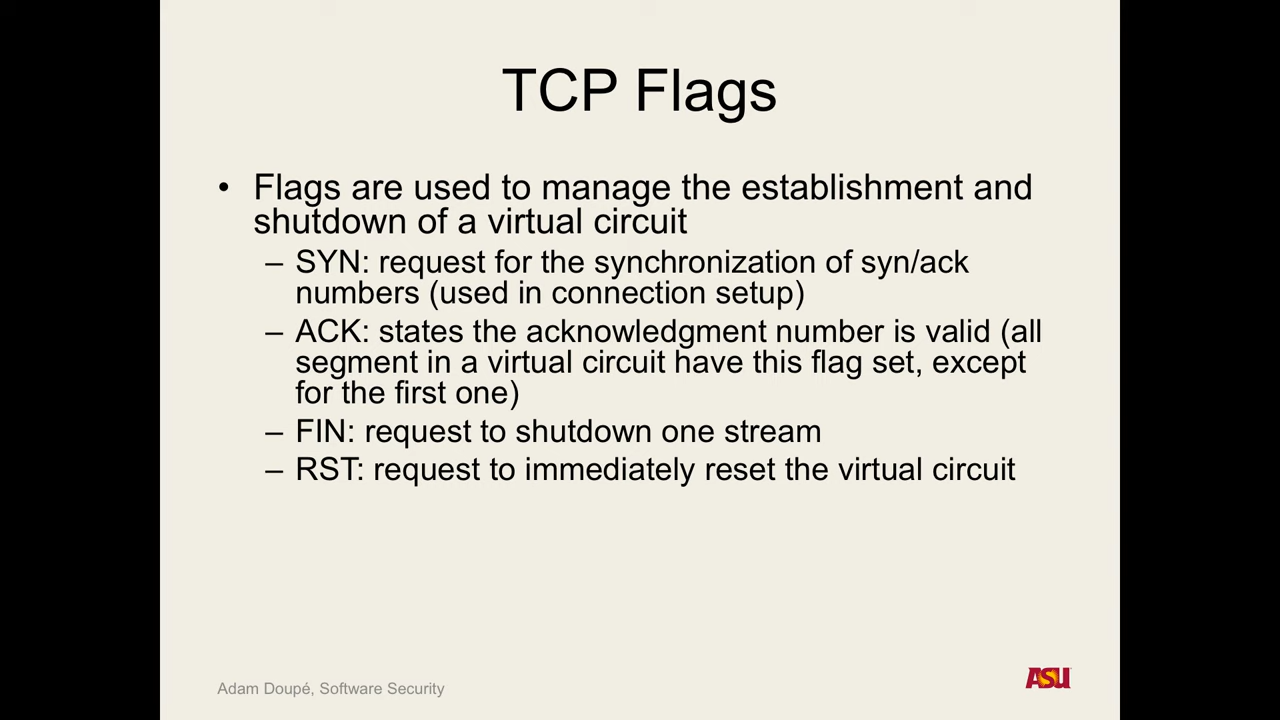 TCP Flags
• Flags are used to manage the establishment and
shutdown of a virtual circuit
– SYN: request for the synchronization of syn/ack
numbers (used in connection setup)
– ACK: states the acknowledgment number is valid (all
segment in a virtual circuit have this flag set, except
for the first one)
– FIN: request to shutdown one stream
– RST: request to immediately reset the virtual circuit
Adam Doupé, Software Security
ASU